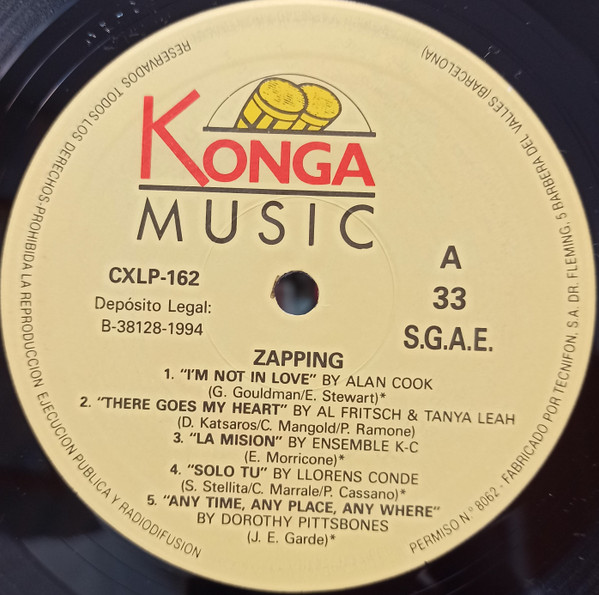 KONGA
MUSIC
CXLP-162
Depósito Legal:
B-38128-1994
A
33
S.G.A.E.
ZAPPING
1. "I'M NOT IN LOVE" BY ALAN COOK
(G. Gouldman/E. Stewart)*
2. "THERE GOES MY HEART" BY AL FRITSCH & TANYA LEAH
(D. Katsaros/C. Mangold/P. Ramone)
3. "LA MISION" BY ENSEMBLE K-C
(E. Morricone)*
4. "SOLO TU" BY LLORENS CONDE
(S. Stellita/C. Marrale/P. Cassano)*
5. "ANY TIME, ANY PLACE, ANY WHERE"
BY DOROTHY PITTSBONES
(J. E. Garde)*
RESERVADOS TODOS LOS DERECHOS-PROHIBIDA LA REPRODUCCION EJECUCION PUBLICA Y RADIODIFUSION
PERMISO N.º 8062 - FABRICADO POR TECNIFON, S.A. DR. FLEMING, 5 BARBERA DEL VALLES (BARCELONA)